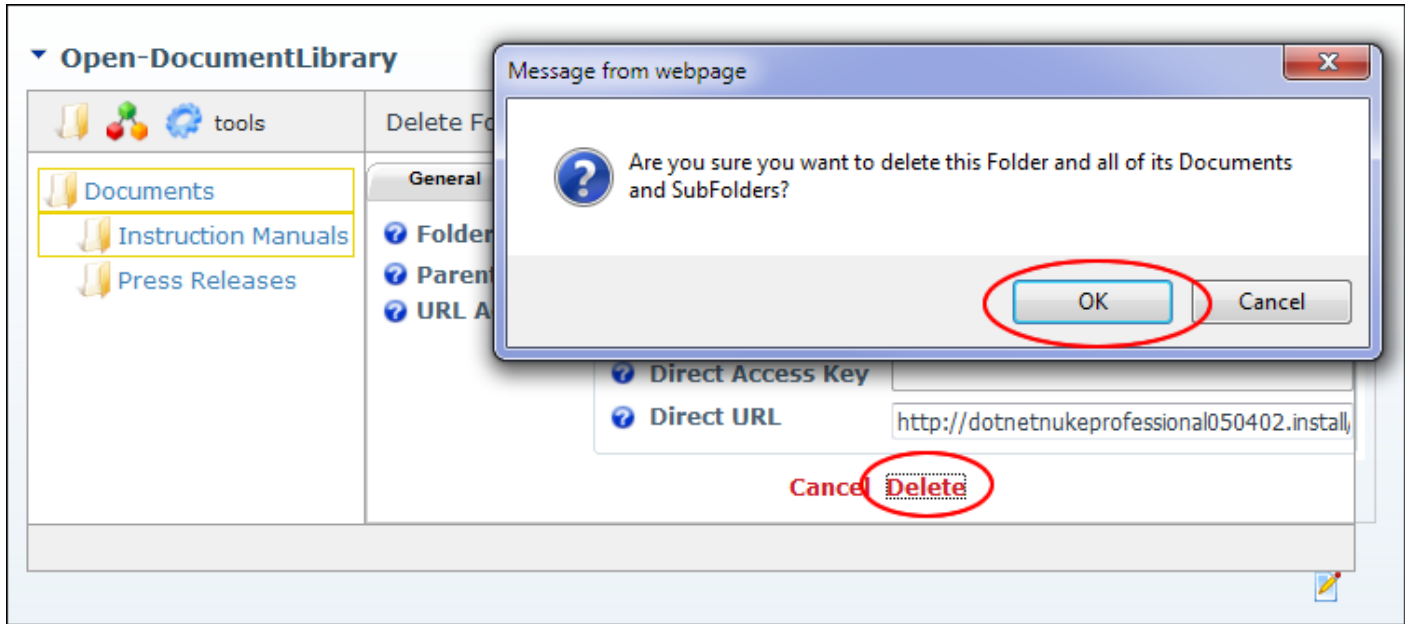 Open-DocumentLibrary
Message from webpage
tools
Delete Fo
Are you sure you want to delete this Folder and all of its Documents
and SubFolders?
Documents
General
Instruction Manuals
Folder
Press Releases
Parent
URL A
OK
Cancel
Direct Access Key
Direct URL
http://dotnetnukeprofessional050402.install/
Cancel
Delete